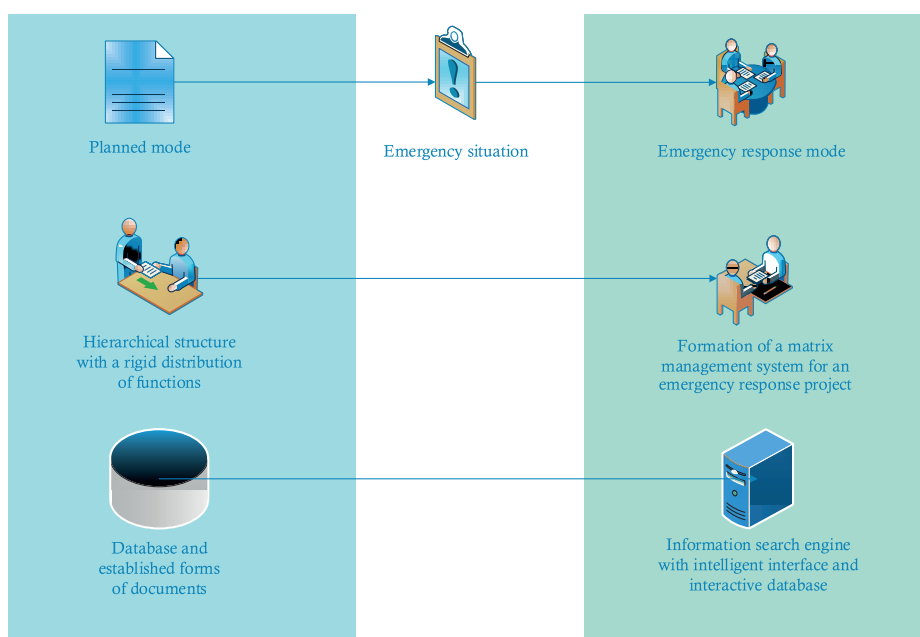 Planned mode
Emergency situation
Emergency response mode
Hierarchical structure
with a rigid distribution
of functions
Formation of a matrix
management system for an
emergency response project
Database and
established forms
of documents
Information search engine
with intelligent interface and
interactive database